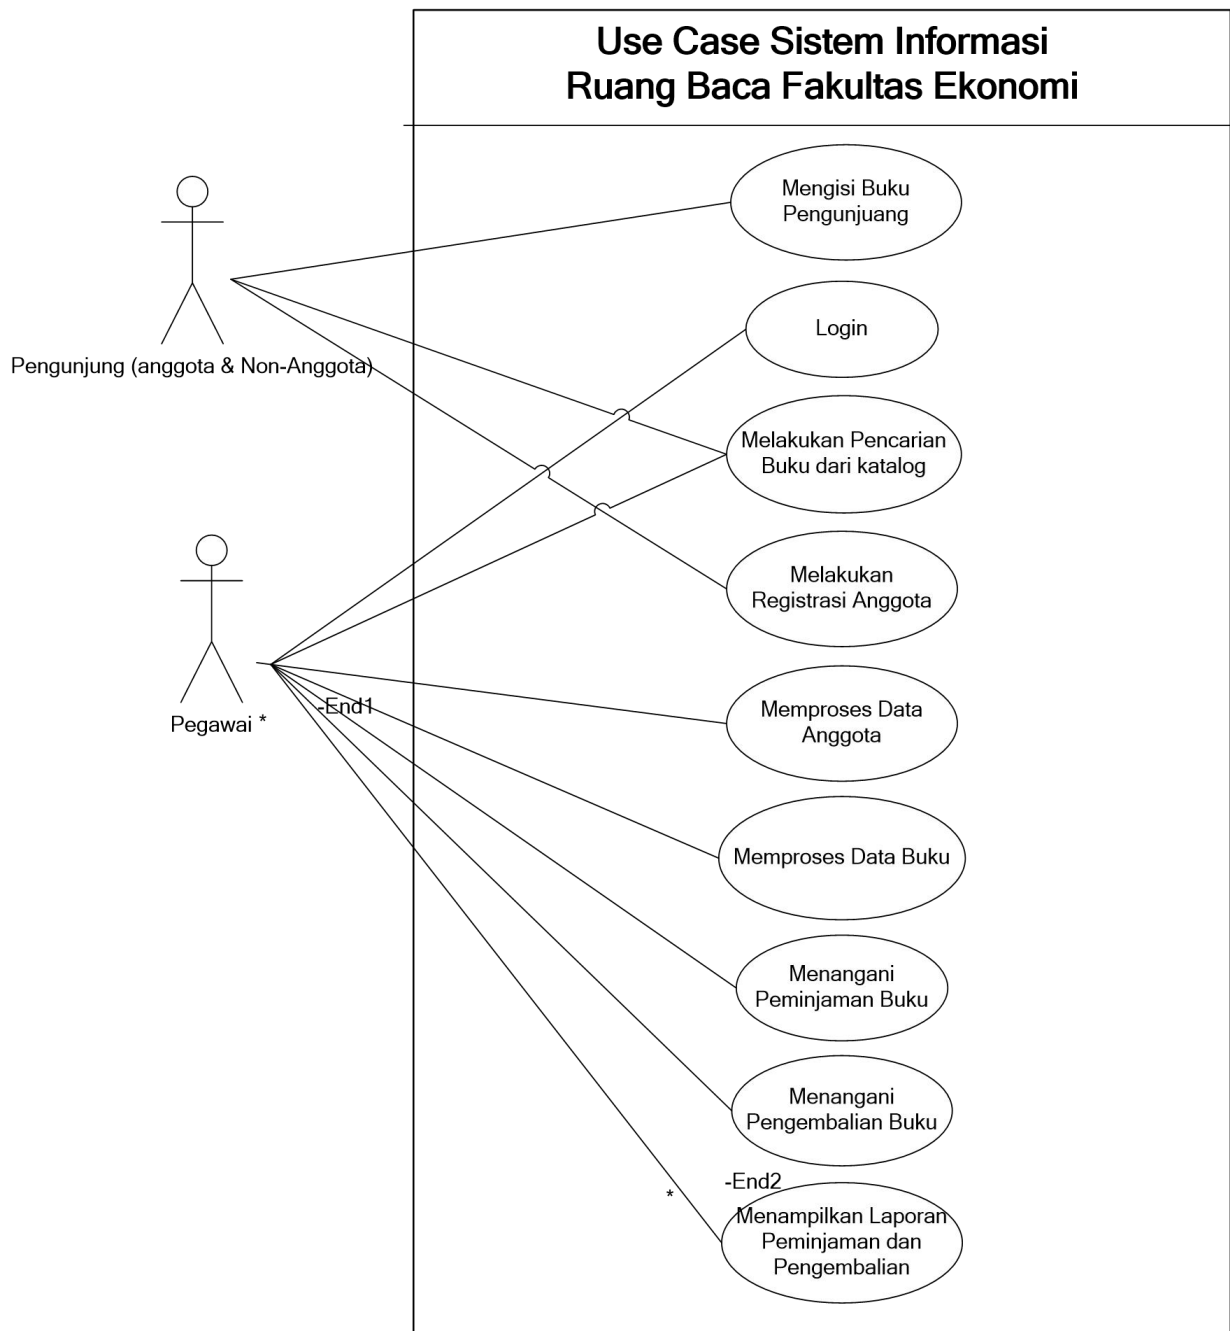 Use Case Sistem Informasi
Ruang Baca Fakultas Ekonomi
Mengisi Buku
Pengunjuang
Login
Pengunjung (anggota & Non-Anggota)
Melakukan Pencarian
Buku dari katalog
Melakukan
Registrasi Anggota
Pegawai *
-End1
Memproses Data
Anggota
Memproses Data Buku
Menangani
Peminjaman Buku
Menangani
Pengembalian Buku
-End2
*
Menampilkan Laporan
Peminjaman dan
Pengembalian